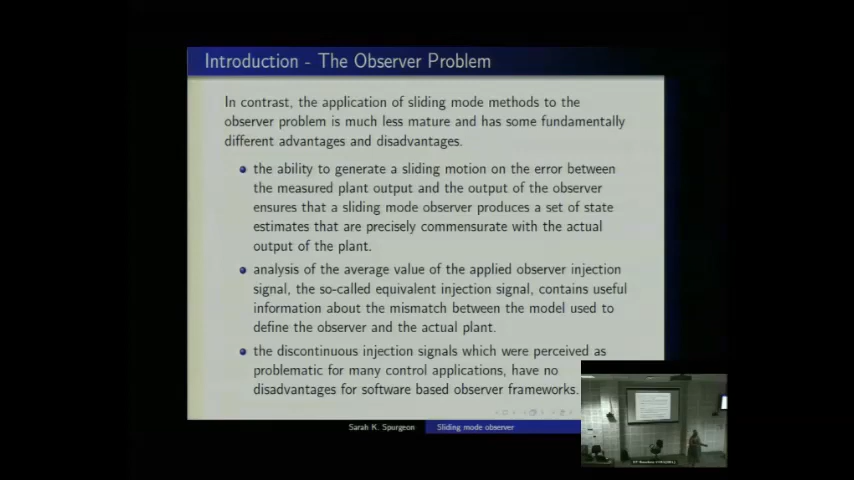 Introduction - The Observer Problem
In contrast, the application of sliding mode methods to the
observer problem is much less mature and has some fundamentally
different advantages and disadvantages.
the ability to generate a sliding motion on the error between
the measured plant output and the output of the observer
ensures that a sliding mode observer produces a set of state
estimates that are precisely commensurate with the actual
output of the plant.
analysis of the average value of the applied observer injection
signal, the so-called equivalent injection signal, contains useful
information about the mismatch between the model used to
define the observer and the actual plant.
the discontinuous injection signals which were perceived as
problematic for many control applications, have no
disadvantages for software based observer frameworks.
Sarah K. Spurgeon
Sliding mode observer